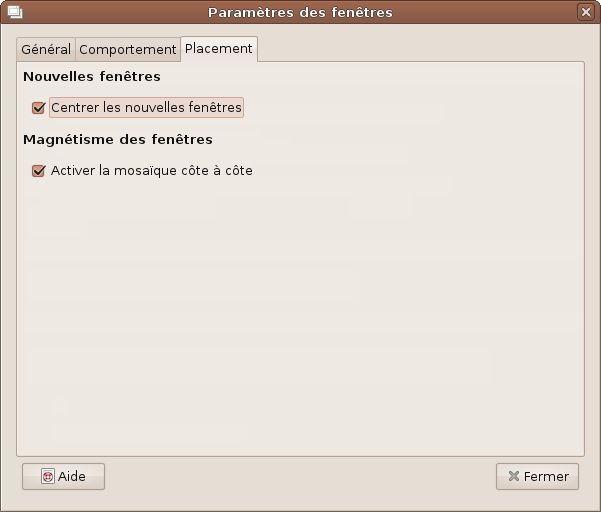 Paramètres des fenêtres
Général Comportement Placement
Nouvelles fenêtres
Centrer les nouvelles fenêtres
Magnétisme des fenêtres
Activer la mosaïque côte à côte
Aide Fermer